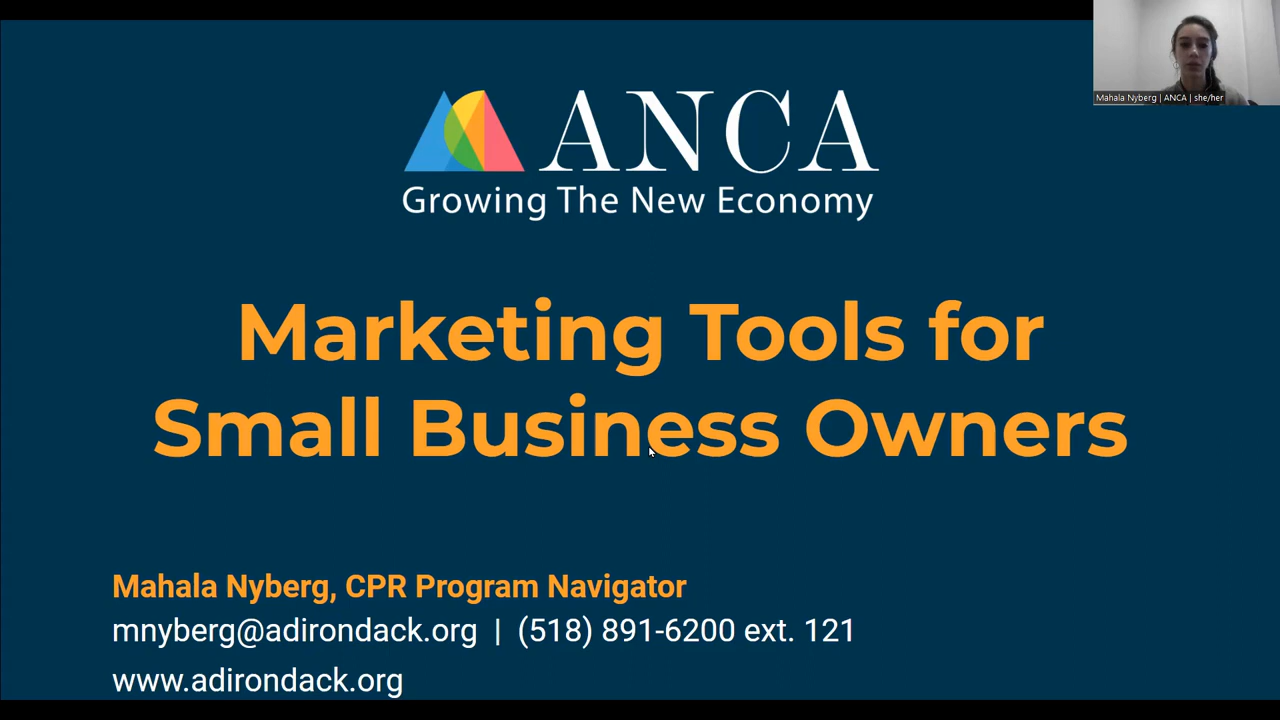 Mahala Nyberg | ANCA | she/her
ANCA
Growing The New Economy
Marketing Tools for
Small Business Owners
Mahala Nyberg, CPR Program Navigator
mnyberg@adirondack.org | (518) 891-6200 ext. 121
www.adirondack.org